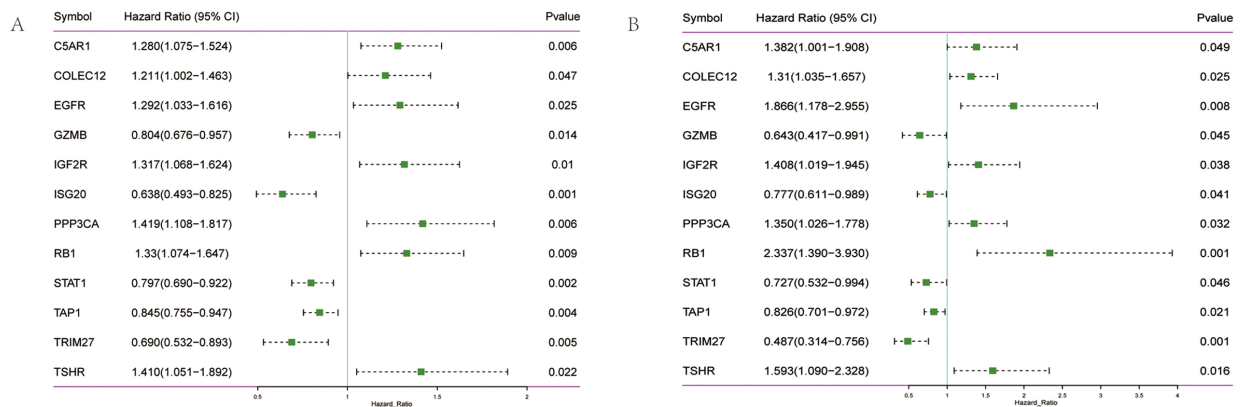 A
Symbol Hazard Ratio (95% CI) Pvalue
C5AR1 1.280(1.075−1.524) 0.006
COLEC12 1.211(1.002−1.463) 0.047
EGFR 1.292(1.033−1.616) 0.025
GZMB 0.804(0.676−0.957) 0.014
IGF2R 1.317(1.068−1.624) 0.01
ISG20 0.638(0.493−0.825) 0.001
PPP3CA 1.419(1.108−1.817) 0.006
RB1 1.33(1.074−1.647) 0.009
STAT1 0.797(0.690−0.922) 0.002
TAP1 0.845(0.755−0.947) 0.004
TRIM27 0.690(0.532−0.893) 0.005
TSHR 1.410(1.051−1.892) 0.022
0.5 1 1.5 2
Hazard_Ratio
B
Symbol Hazard Ratio (95% CI) Pvalue
C5AR1 1.382(1.001−1.908) 0.049
COLEC12 1.31(1.035−1.657) 0.025
EGFR 1.866(1.178−2.955) 0.008
GZMB 0.643(0.417−0.991) 0.045
IGF2R 1.408(1.019−1.945) 0.038
ISG20 0.777(0.611−0.989) 0.041
PPP3CA 1.350(1.026−1.778) 0.032
RB1 2.337(1.390−3.930) 0.001
STAT1 0.727(0.532−0.994) 0.046
TAP1 0.826(0.701−0.972) 0.021
TRIM27 0.487(0.314−0.756) 0.001
TSHR 1.593(1.090−2.328) 0.016
0.5 1 1.5 2 2.5 3 3.5 4
Hazard_Ratio